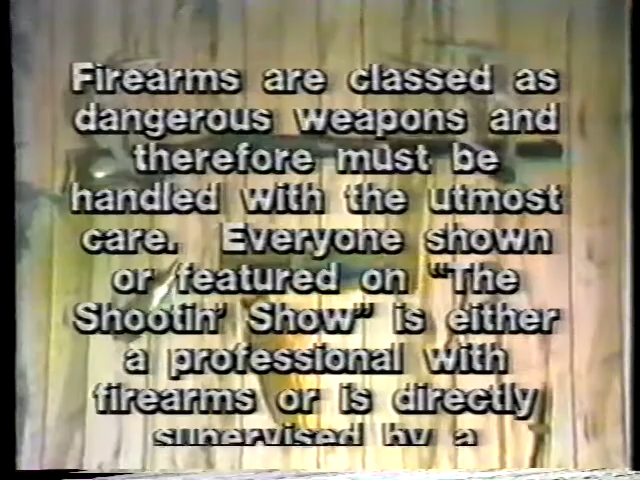 Firearms are classed as
dangerous weapons and
therefore must be
handled with the utmost
care. Everyone shown
or featured on "The
Shootin' Show" is either
a professional with
firearms or is directly
supervised by a